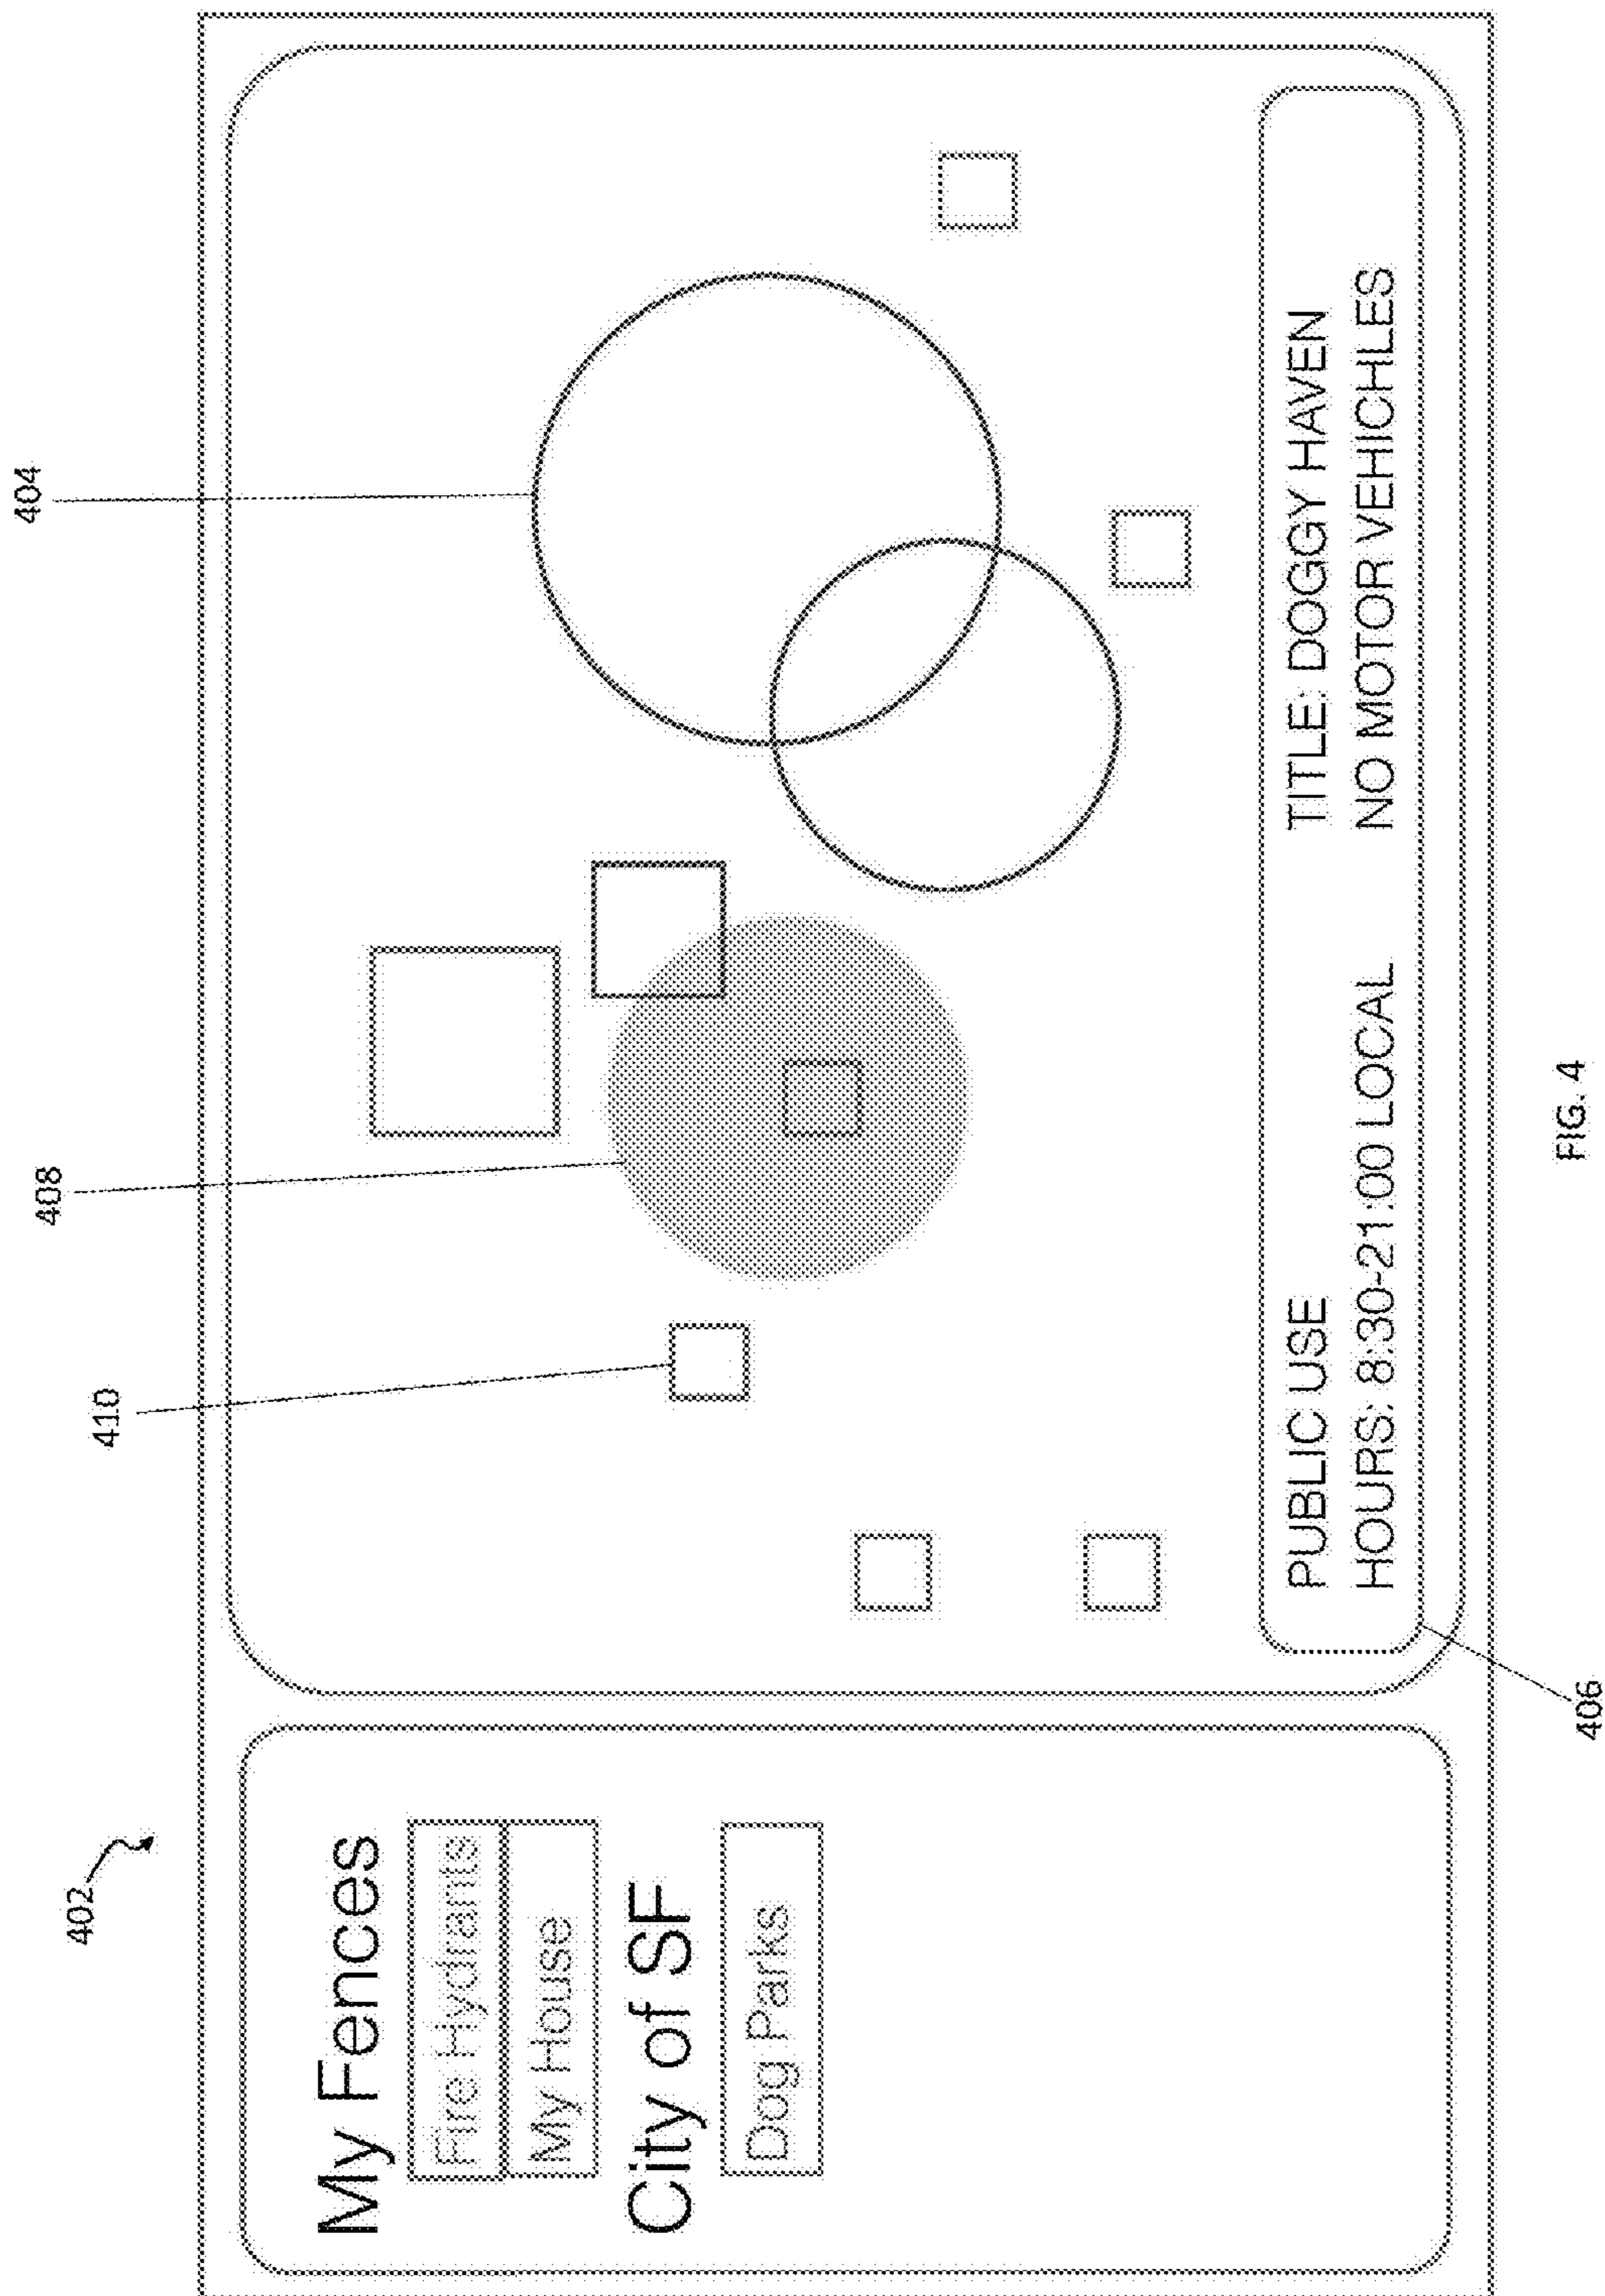 402
410
408
404
My Fences
Fire Hydrants
My House
City of SF
Dog Parks
PUBLIC USE
TITLE: DOGGY HAVEN
HOURS: 8:30-21:00 LOCAL
NO MOTOR VEHICHLES
406
FIG. 4